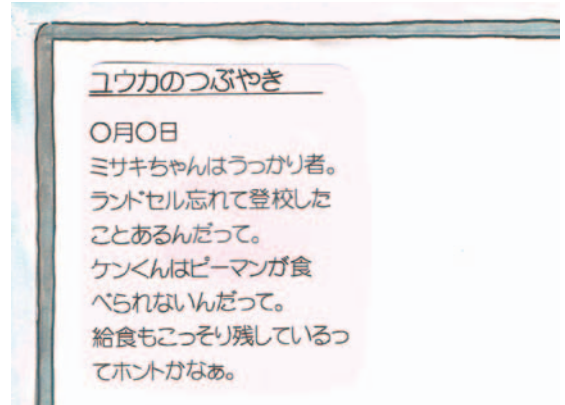 ユウカのつぶやき
〇月〇日
ミサキちゃんはうっかり者。
ランドセル忘れて登校した
ことあるんだって。
ケンくんはピーマンが食
べられないんだって。
給食もこっそり残しているっ
てホントかなぁ。